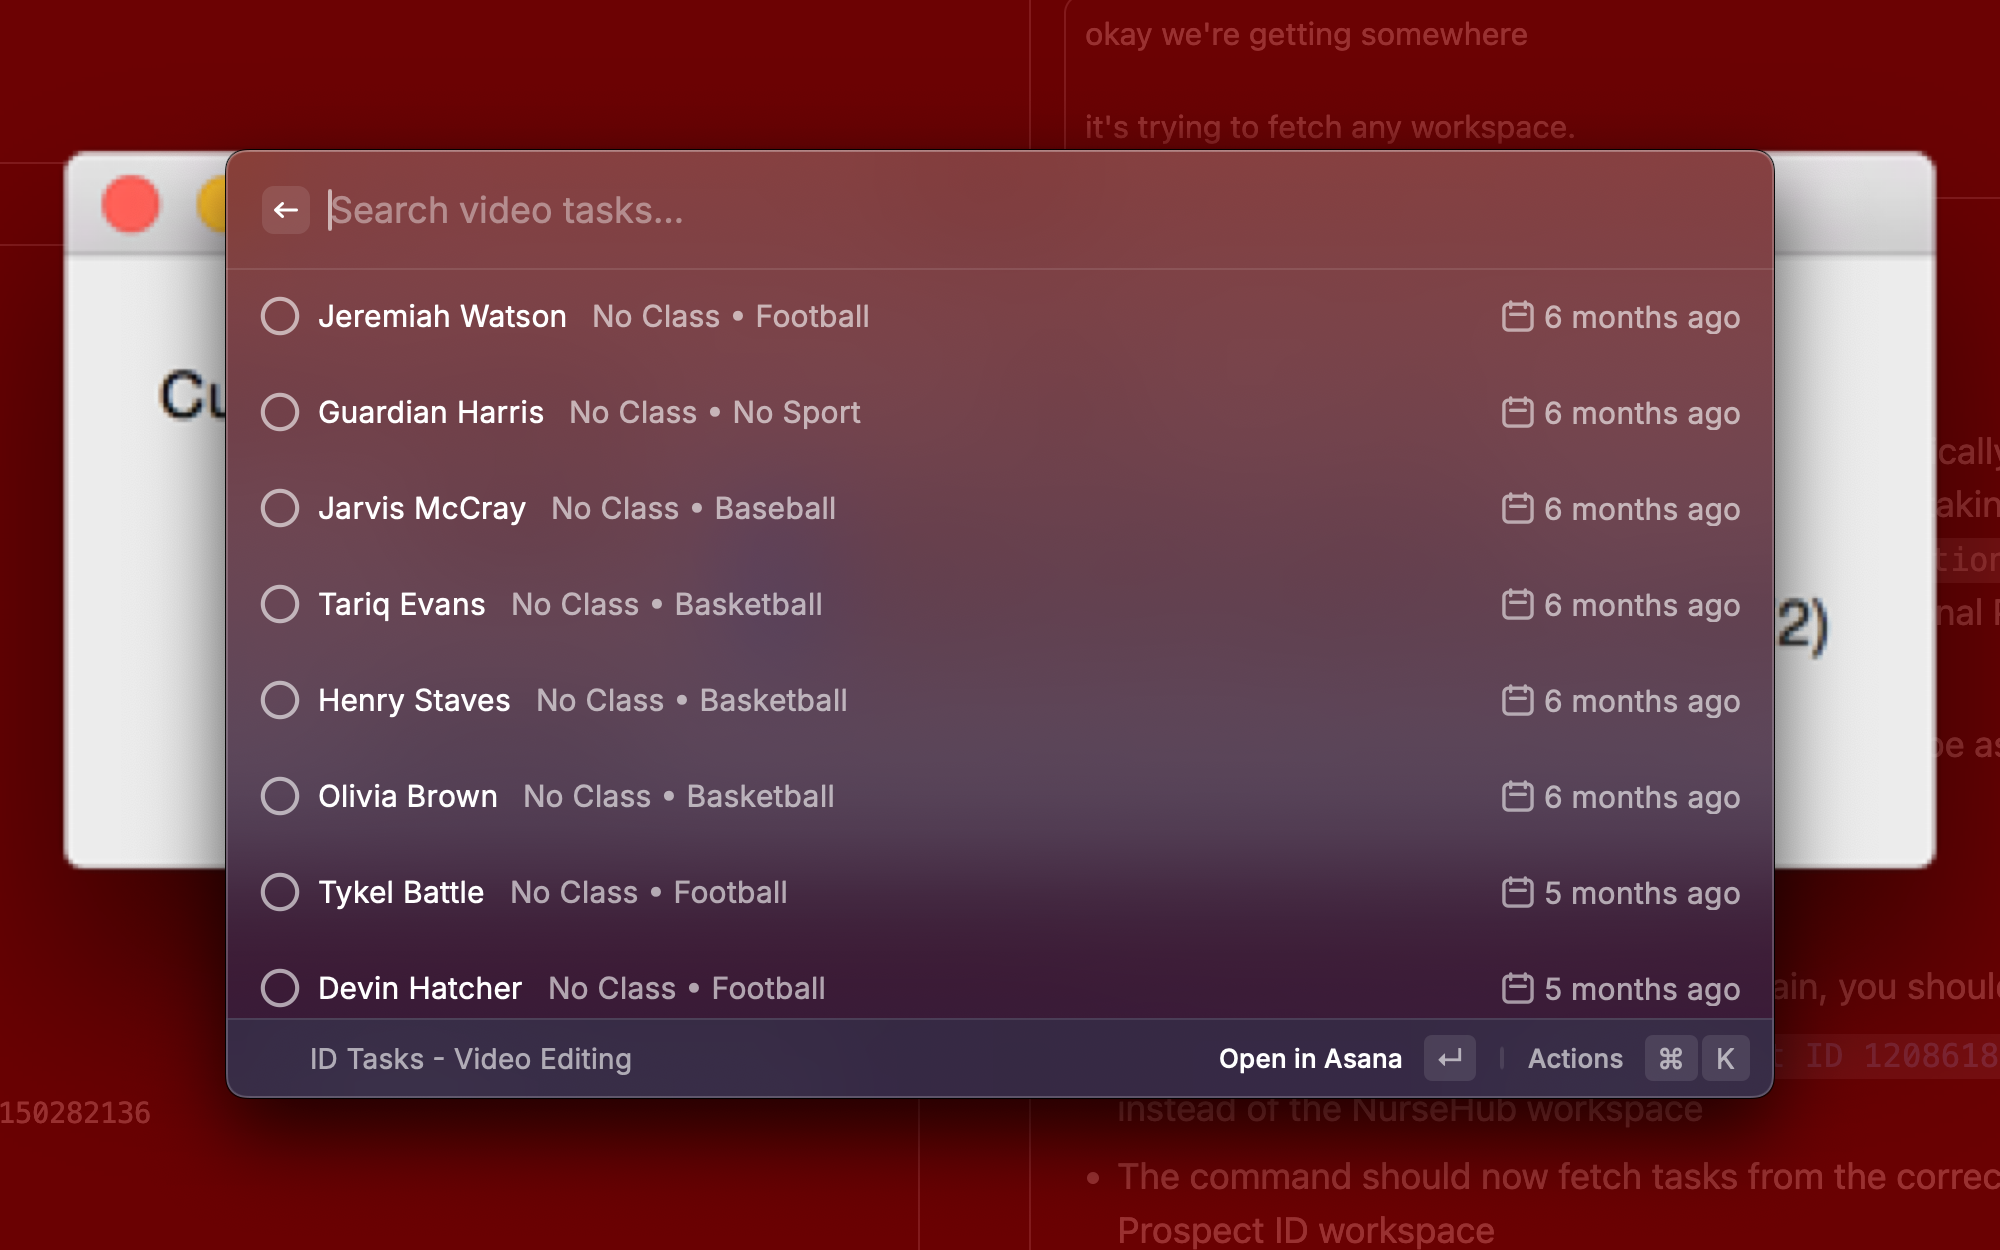 okay we're getting somewhere
it's trying to fetch any workspace.
Search video tasks...
Jeremiah Watson No Class • Football 6 months ago
Guardian Harris No Class • No Sport 6 months ago
Jarvis McCray No Class • Baseball 6 months ago
Tariq Evans No Class • Basketball 6 months ago
Henry Staves No Class • Basketball 6 months ago
Olivia Brown No Class • Basketball 6 months ago
Tykel Battle No Class • Football 5 months ago
Devin Hatcher No Class • Football 5 months ago
ID Tasks - Video Editing Open in Asana ↵ Actions ⌘ K
Cu
2)
cally
akin
tion
nal
be as
ain, you shoul
ID 1208618
150282136
instead of the NurseHub workspace
• The command should now fetch tasks from the correc
Prospect ID workspace